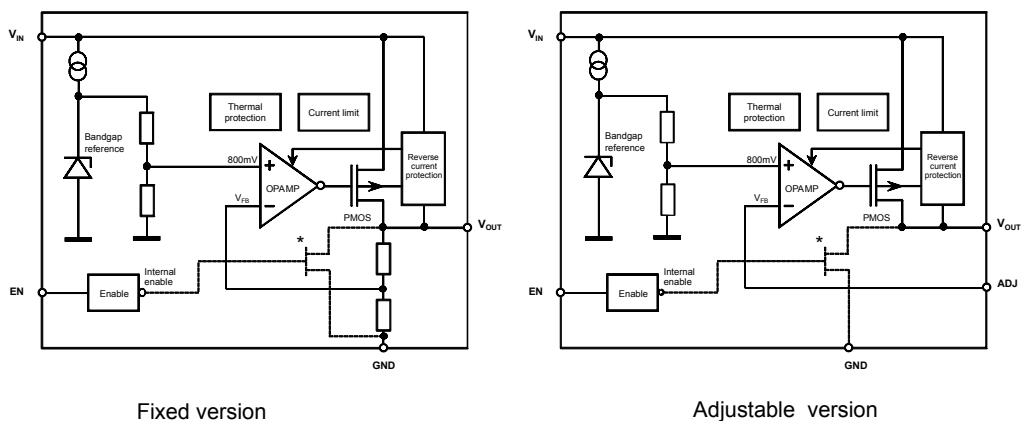 VIN
Thermal
protection
Current limit
Bandgap
reference
800mV
+
OPAMP
VFB
−
Reverse
current
protection
PMOS
VOUT
*
EN
Enable
Internal
enable
GND
Fixed version
VIN
Thermal
protection
Current limit
Bandgap
reference
800mV
+
OPAMP
VFB
−
Reverse
current
protection
PMOS
VOUT
*
EN
Enable
Internal
enable
ADJ
GND
Adjustable version